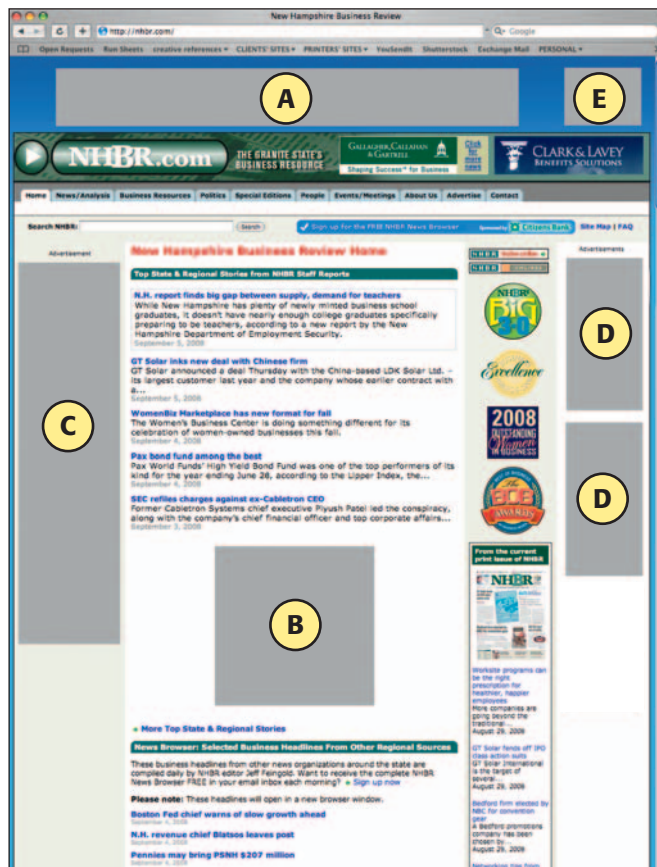 New Hampshire Business Review
http://nhbr.com/
Q- Google
Open Requests Run Sheets creative references CLIENTS' SITES PRINTERS' SITES YouSendIt Shutterstock Exchange Mail PERSONAL
A
E
NHBR.com
THE GRANITE STATE'S
BUSINESS RESOURCE
GALLAGHER, CALLAHAN
& GARTRELL
Shaping Success℠ for Business
Click
for
more
news
CLARK & LAVEY
BENEFITS SOLUTIONS
Home News/Analysis Business Resources Politics Special Editions People Events/Meetings About Us Advertise Contact
Search NHBR: Search Sign up for the FREE NHBR News Browser Sponsored by Citizens Bank Site Map | FAQ
Advertisement
New Hampshire Business Review Home
Advertisements
Top State & Regional Stories from NHBR Staff Reports
N.H. report finds big gap between supply, demand for teachers
While New Hampshire has plenty of newly minted business school
graduates, it doesn't have nearly enough college graduates specifically
preparing to be teachers, according to a new report by the New
Hampshire Department of Employment Security.
September 5, 2008
GT Solar inks new deal with Chinese firm
GT Solar announced a deal Thursday with the China-based LDK Solar Ltd. –
its largest customer last year and the company whose earlier contract with
a...
September 5, 2008
WomenBiz Marketplace has new format for fall
The Women's Business Center is doing something different for its
celebration of women-owned businesses this fall.
September 4, 2008
Pax bond fund among the best
Pax World Funds' High Yield Bond Fund was one of the top performers of its
kind for the year ending June 28, according to the Lipper Index, the...
September 4, 2008
SEC refiles charges against ex-Cabletron CEO
Former Cabletron Systems chief executive Piyush Patel led the conspiracy,
along with the company's chief financial officer and top corporate affairs...
September 3, 2008
C
B
More Top State & Regional Stories
News Browser: Selected Business Headlines From Other Regional Sources
These business headlines from other news organizations around the state are
compiled daily by NHBR editor Jeff Feingold. Want to receive the complete NHBR
News Browser FREE in your email inbox each morning? Sign up now
Please note: These headlines will open in a new browser window.
Boston Fed chief warns of slow growth ahead
September 4, 2008
N.H. revenue chief Blatsos leaves post
September 4, 2008
Pennies may bring PSNH $207 million
September 4, 2008
NHBR
NHBR
NHBR
BIG
3·0
Excellence
2008
OUTSTANDING
Women
IN BUSINESS
The
BOB
AWARDS
D
D
From the current
print issue of NHBR
NHBR
Worksite programs can
be the right
prescription for
healthier, happier
employees
More companies are
going beyond the
traditional...
August 29, 2008
GT Solar fends off IPO
class action suits
GT Solar International
is the target of
several...
August 29, 2008
Bedford firm elected by
NBC for convention
gear
A Bedford promotions
company has been
chosen by...
August 29, 2008